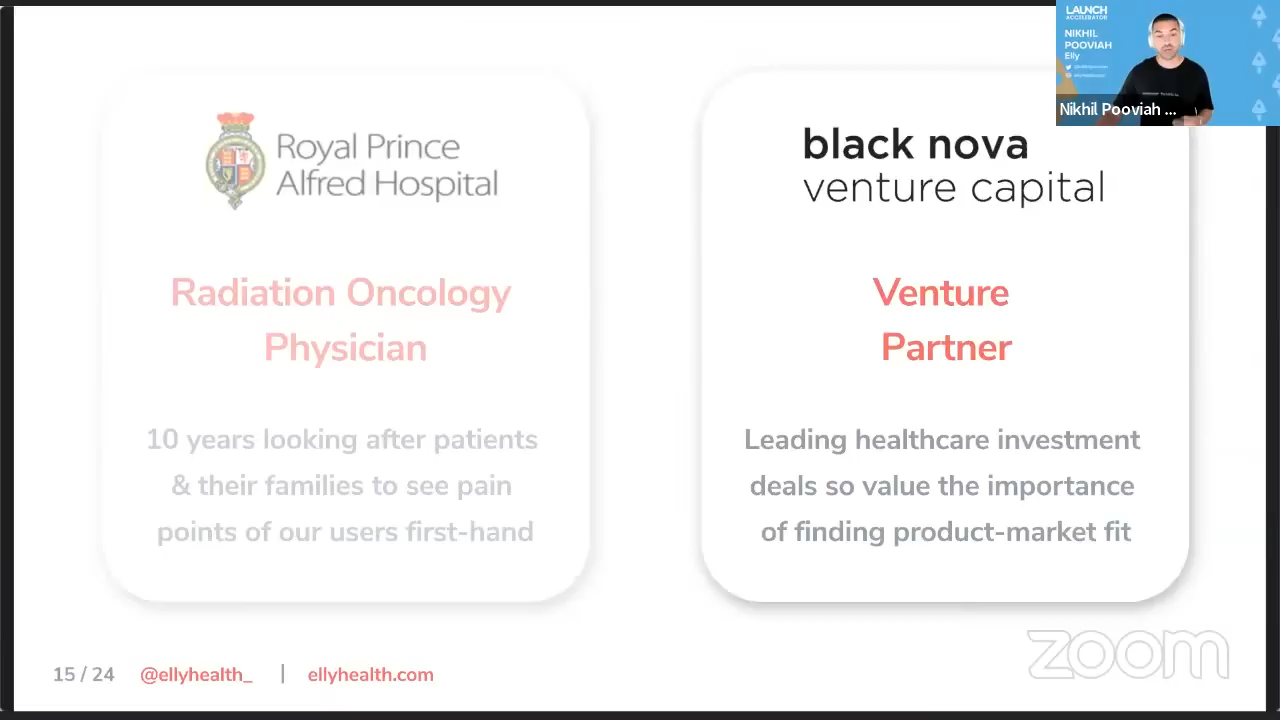 LAUNCH
ACCELERATOR
NIKHIL
POOVIAH
Elly
Nikhil Pooviah ...
Royal Prince
Alfred Hospital
Radiation Oncology
Physician
10 years looking after patients
& their families to see pain
points of our users first-hand
black nova
venture capital
Venture
Partner
Leading healthcare investment
deals so value the importance
of finding product-market fit
15 / 24 @ellyhealth_ | ellyhealth.com
zoom